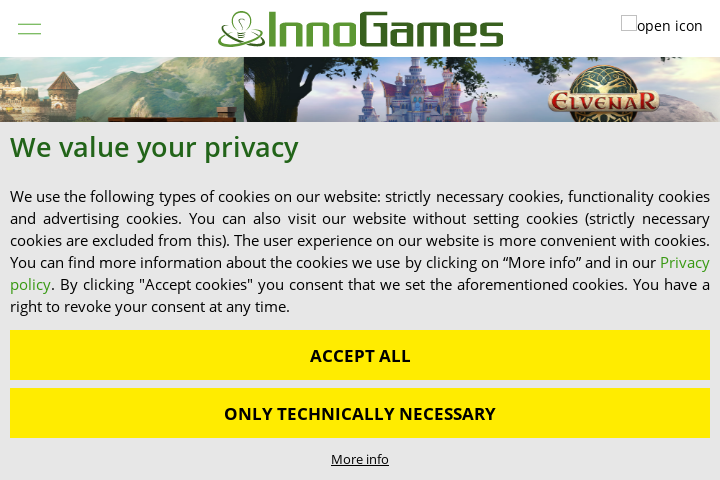 InnoGames
open icon
ELVENAR
We value your privacy
We use the following types of cookies on our website: strictly necessary cookies, functionality cookies
and advertising cookies. You can also visit our website without setting cookies (strictly necessary
cookies are excluded from this). The user experience on our website is more convenient with cookies.
You can find more information about the cookies we use by clicking on “More info” and in our Privacy
policy. By clicking "Accept cookies" you consent that we set the aforementioned cookies. You have a
right to revoke your consent at any time.
ACCEPT ALL
ONLY TECHNICALLY NECESSARY
More info